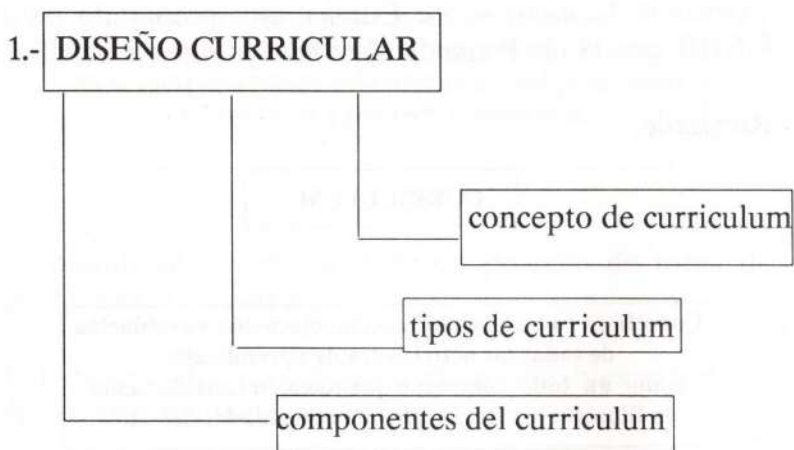 1.- DISEÑO CURRICULAR
concepto de curriculum
tipos de curriculum
componentes del curriculum